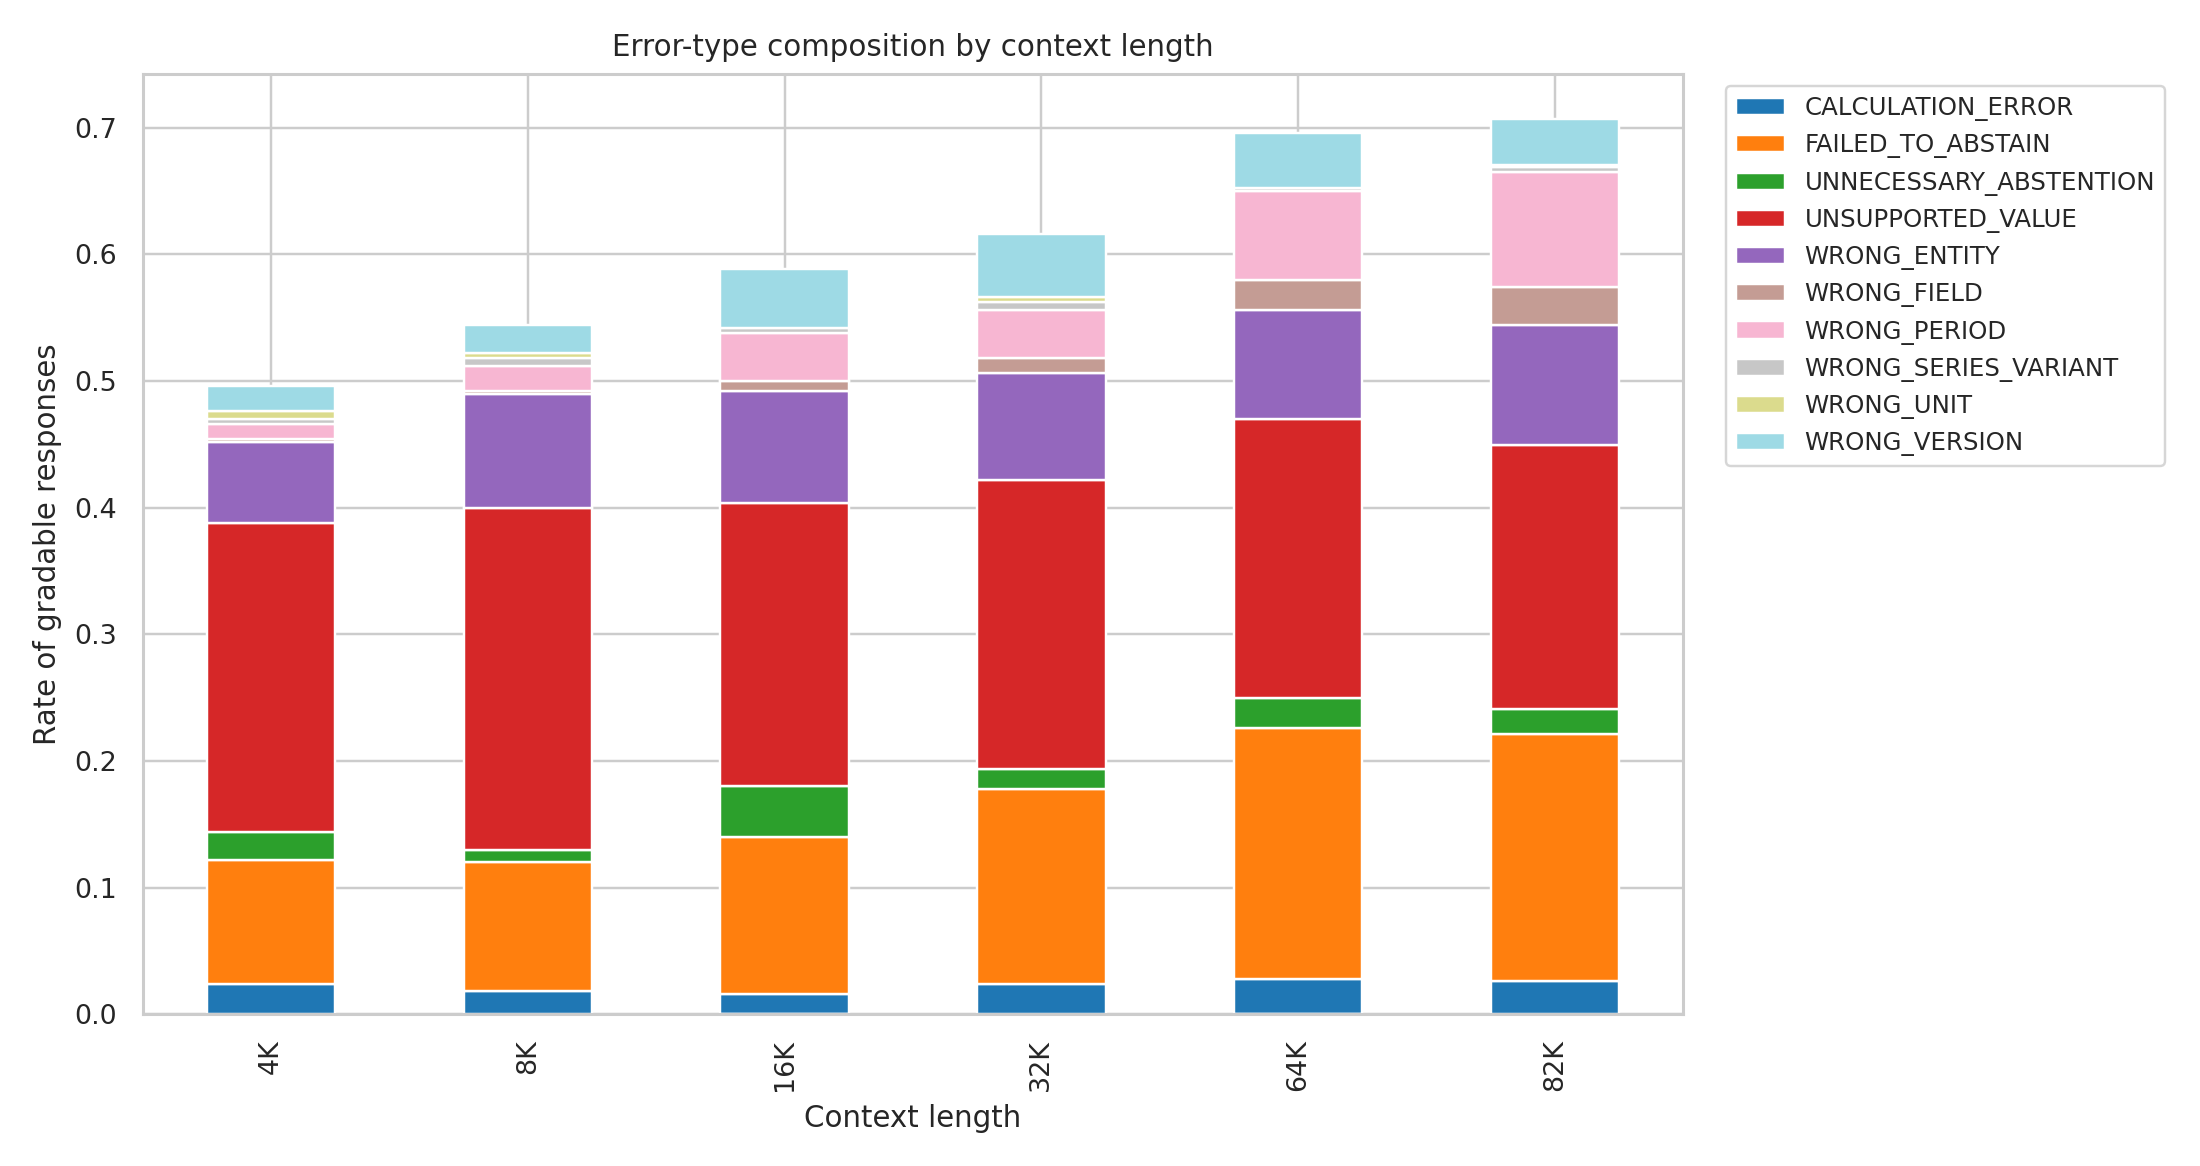 Error-type composition by context length
Rate of gradable responses
0.7
0.6
0.5
0.4
0.3
0.2
0.1
0.0
4K
8K
16K
32K
64K
82K
Context length
CALCULATION_ERROR
FAILED_TO_ABSTAIN
UNNECESSARY_ABSTENTION
UNSUPPORTED_VALUE
WRONG_ENTITY
WRONG_FIELD
WRONG_PERIOD
WRONG_SERIES_VARIANT
WRONG_UNIT
WRONG_VERSION